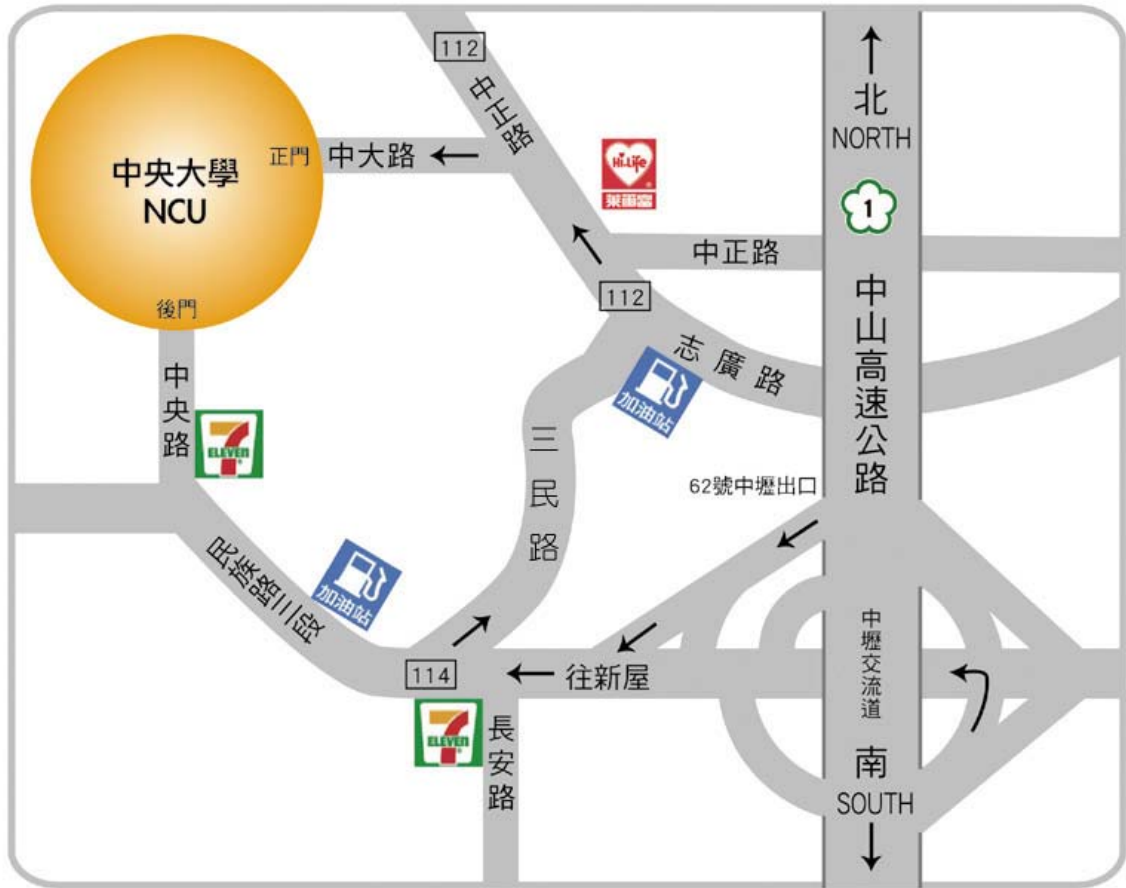 112
中正路
中央大學
NCU
正門
中大路
Hi-Life
萊爾富
北
NORTH
1
中正路
112
後門
志廣路
加油站
中山高速公路
中央路
7
ELEVEN
三民路
62號中壢出口
民族路三段
加油站
中壢交流道
114
往新屋
7
ELEVEN
長安路
南
SOUTH